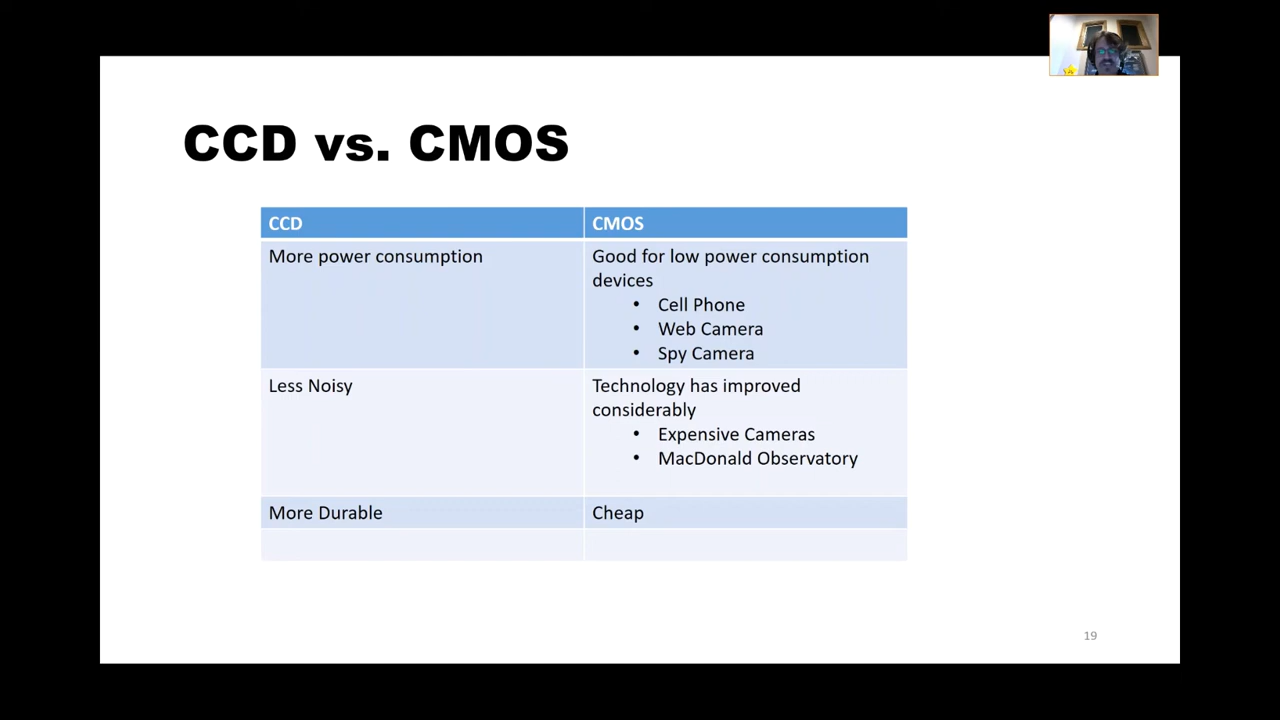 CCD vs. CMOS
CCD
CMOS
More power consumption
Good for low power consumption
devices
• Cell Phone
• Web Camera
• Spy Camera
Less Noisy
Technology has improved
considerably
• Expensive Cameras
• MacDonald Observatory
More Durable
Cheap
19